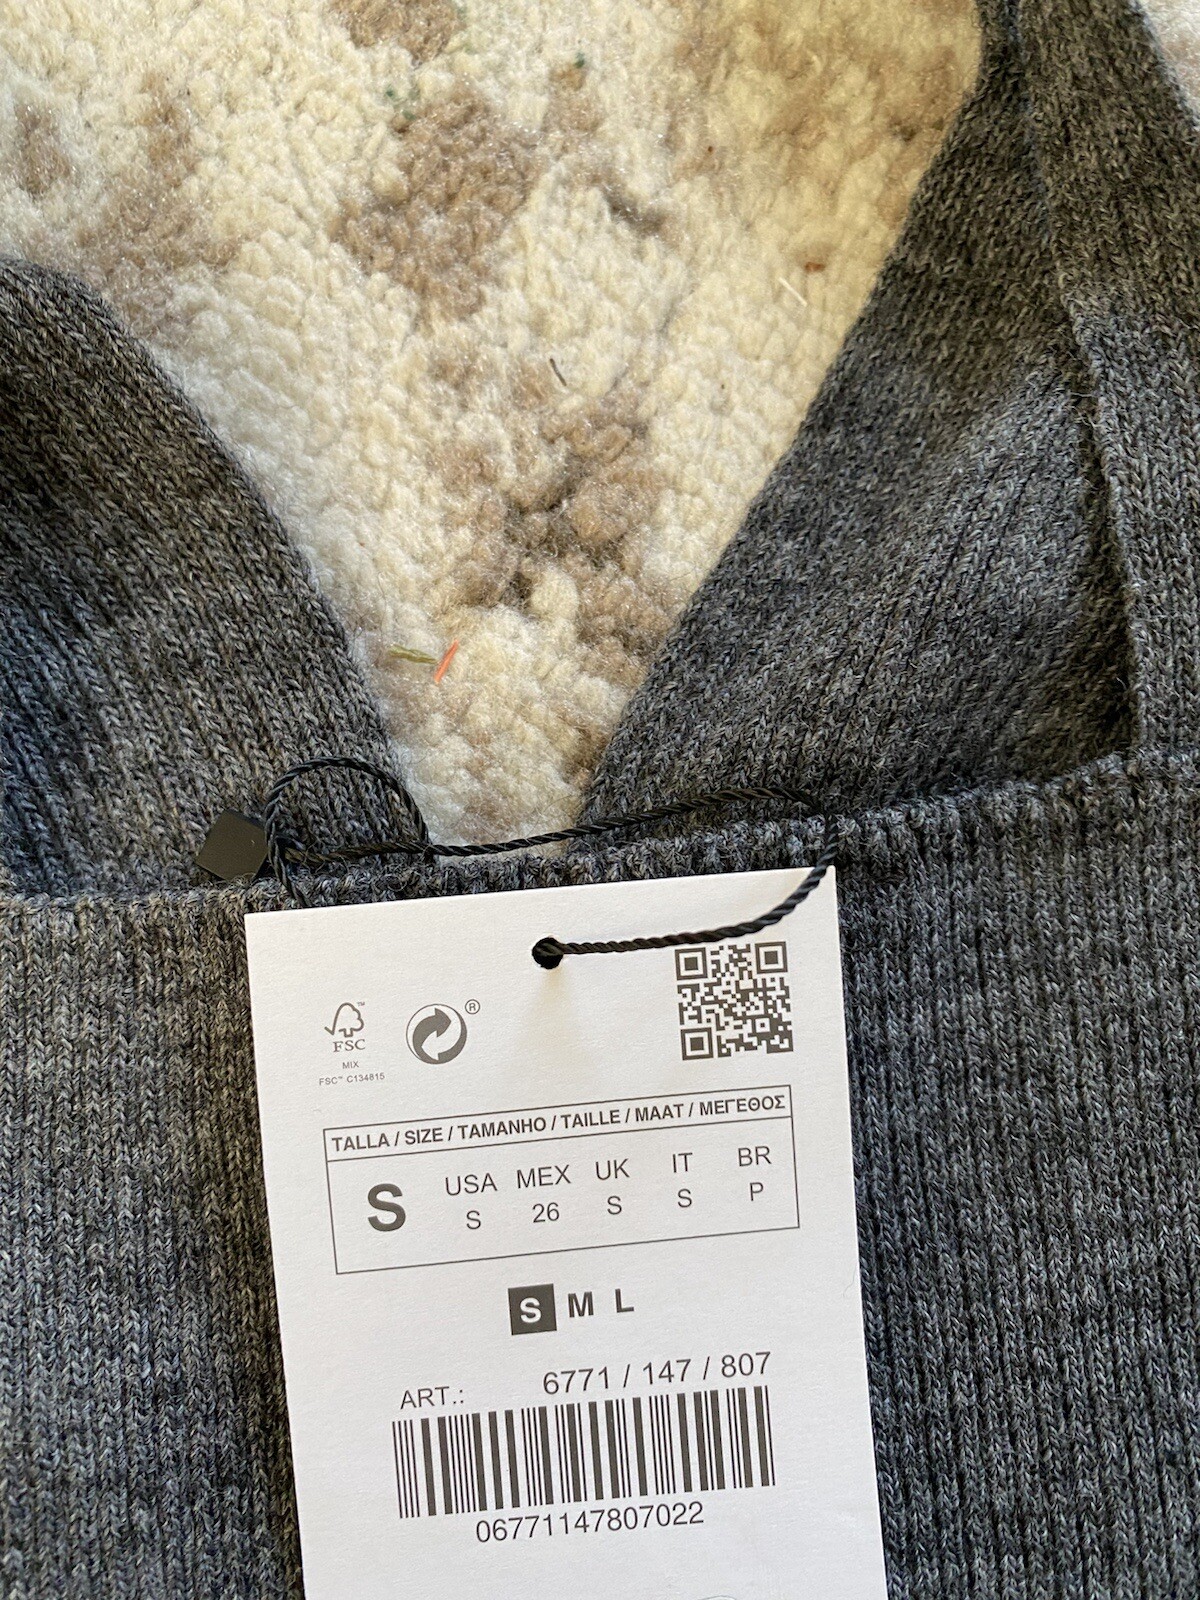 FSC™
MIX
FSC™ C134815
®
TALLA / SIZE / TAMANHO / TAILLE / MAAT / ΜΕΓΕΘΟΣ
S
USA MEX UK IT BR
S 26 S S P
S M L
ART.: 6771 / 147 / 807
06771147807022